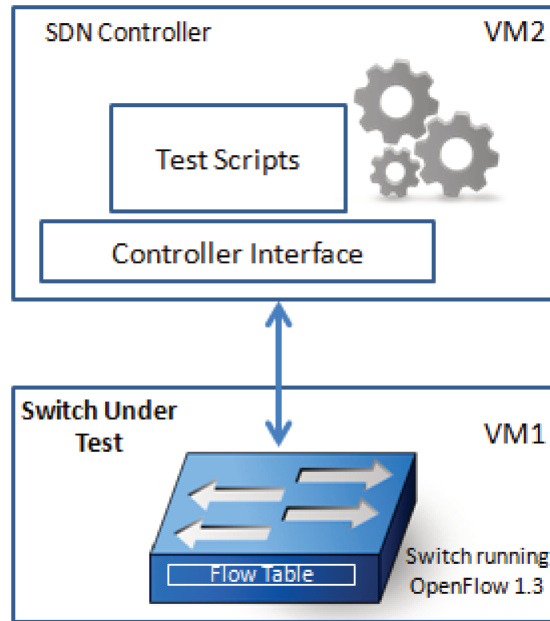 SDN Controller
VM2
Test Scripts
Controller Interface
Switch Under
Test
VM1
Flow Table
Switch running
OpenFlow 1.3